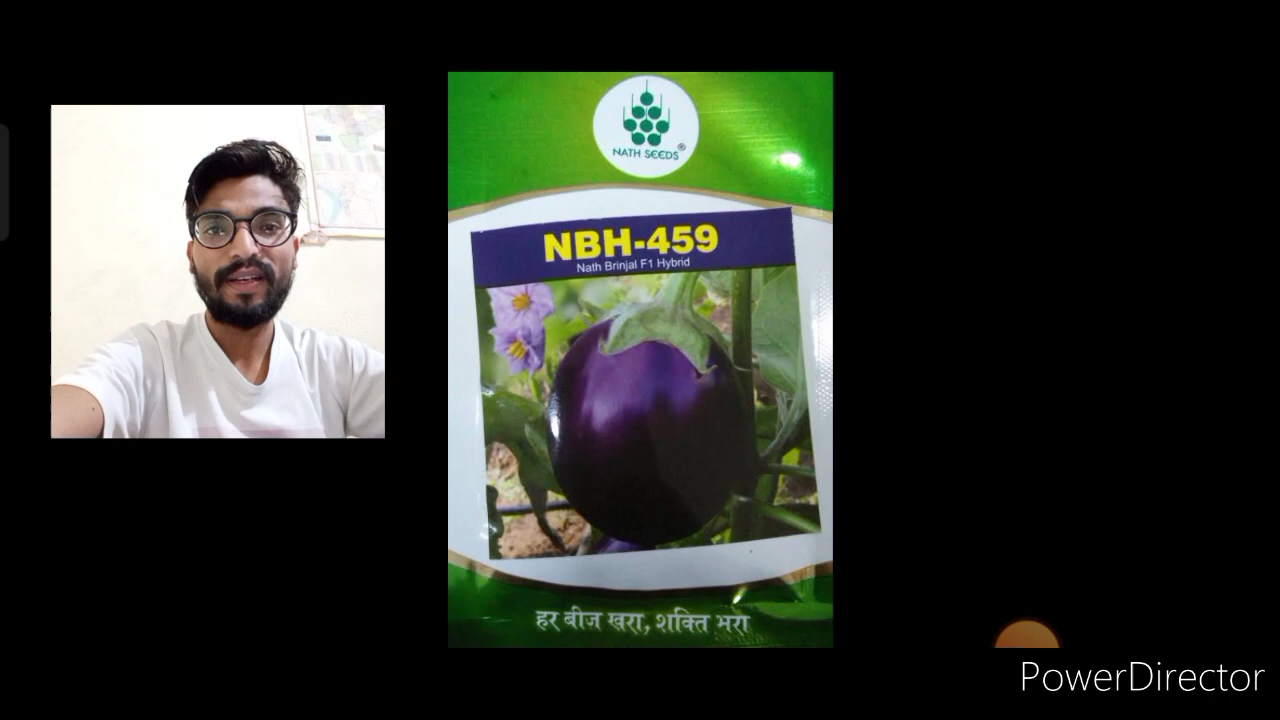 NATH SEEDS®
NBH-459
Nath Brinjal F1 Hybrid
हर बीज खरा, शक्ति भरा
PowerDirector